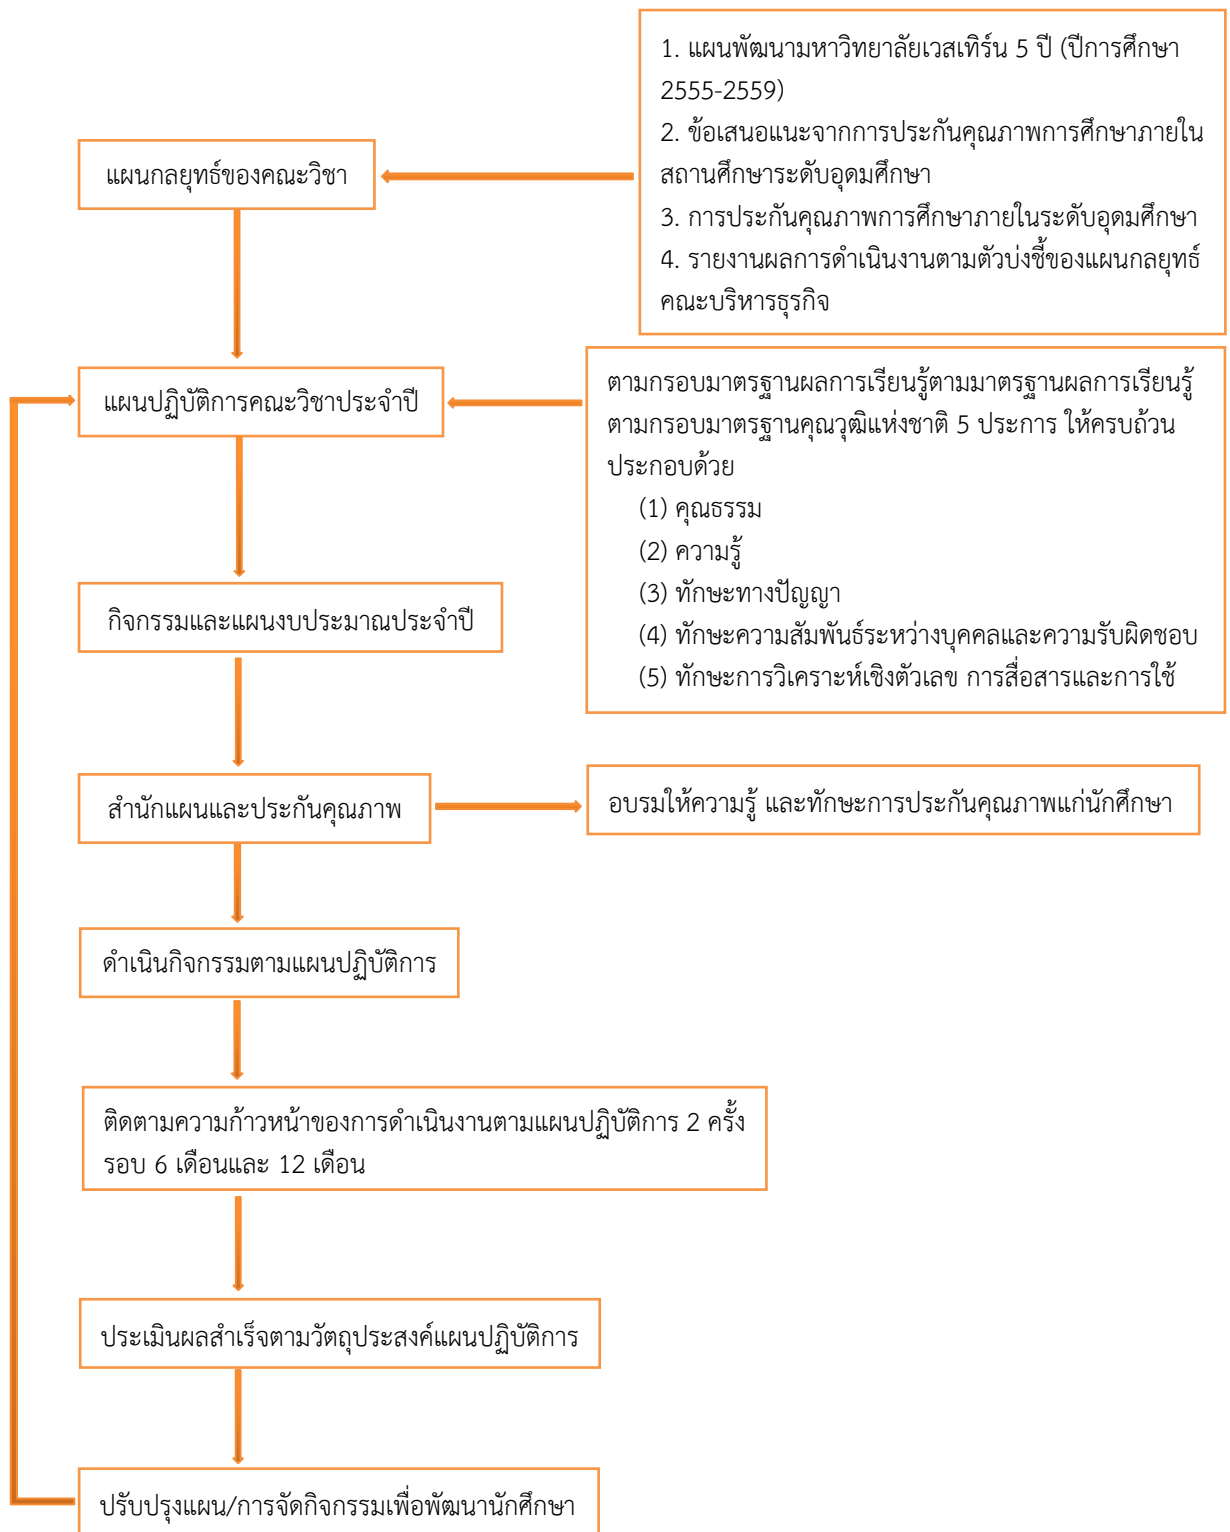 1. แผนพัฒนามหาวิทยาลัยเวสเทิร์น 5 ปี (ปีการศึกษา
2555-2559)
2. ข้อเสนอแนะจากการประกันคุณภาพการศึกษาภายใน
สถานศึกษาระดับอุดมศึกษา
3. การประกันคุณภาพการศึกษาภายในระดับอุดมศึกษา
4. รายงานผลการดำเนินงานตามตัวบ่งชี้ของแผนกลยุทธ์
คณะบริหารธุรกิจ
แผนกลยุทธ์ของคณะวิชา
แผนปฏิบัติการคณะวิชาประจำปี
ตามกรอบมาตรฐานผลการเรียนรู้ตามมาตรฐานผลการเรียนรู้
ตามกรอบมาตรฐานคุณวุฒิแห่งชาติ 5 ประการ ให้ครบถ้วน
ประกอบด้วย
(1) คุณธรรม
(2) ความรู้
(3) ทักษะทางปัญญา
(4) ทักษะความสัมพันธ์ระหว่างบุคคลและความรับผิดชอบ
(5) ทักษะการวิเคราะห์เชิงตัวเลข การสื่อสารและการใช้
กิจกรรมและแผนงบประมาณประจำปี
สำนักแผนและประกันคุณภาพ
อบรมให้ความรู้ และทักษะการประกันคุณภาพแก่นักศึกษา
ดำเนินกิจกรรมตามแผนปฏิบัติการ
ติดตามความก้าวหน้าของการดำเนินงานตามแผนปฏิบัติการ 2 ครั้ง
รอบ 6 เดือนและ 12 เดือน
ประเมินผลสำเร็จตามวัตถุประสงค์แผนปฏิบัติการ
ปรับปรุงแผน/การจัดกิจกรรมเพื่อพัฒนานักศึกษา